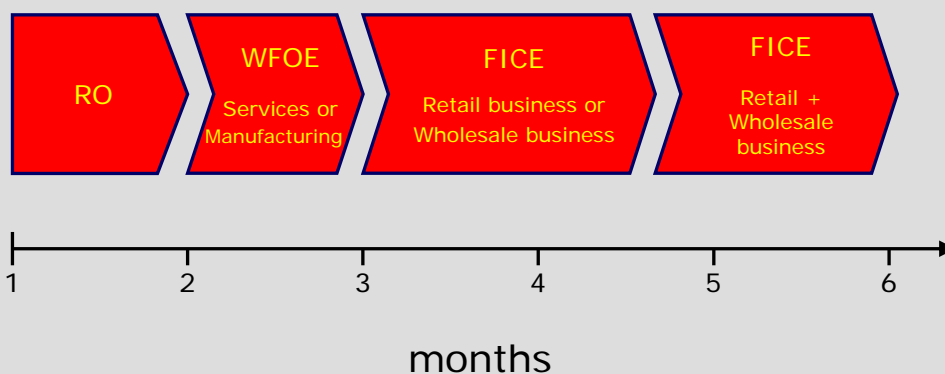 RO
WFOE
Services or
Manufacturing
FICE
Retail business or
Wholesale business
FICE
Retail +
Wholesale
business
1 2 3 4 5 6
months